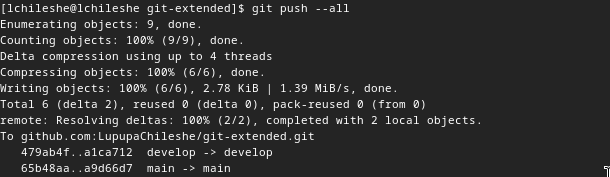 [lchileshe@lchileshe git-extended]$ git push --all
Enumerating objects: 9, done.
Counting objects: 100% (9/9), done.
Delta compression using up to 4 threads
Compressing objects: 100% (6/6), done.
Writing objects: 100% (6/6), 2.78 KiB | 1.39 MiB/s, done.
Total 6 (delta 2), reused 0 (delta 0), pack-reused 0 (from 0)
remote: Resolving deltas: 100% (2/2), completed with 2 local objects.
To github.com:LupupaChileshe/git-extended.git
   479ab4f..a1ca712  develop -> develop
   65b48aa..a9d66d7  main -> main